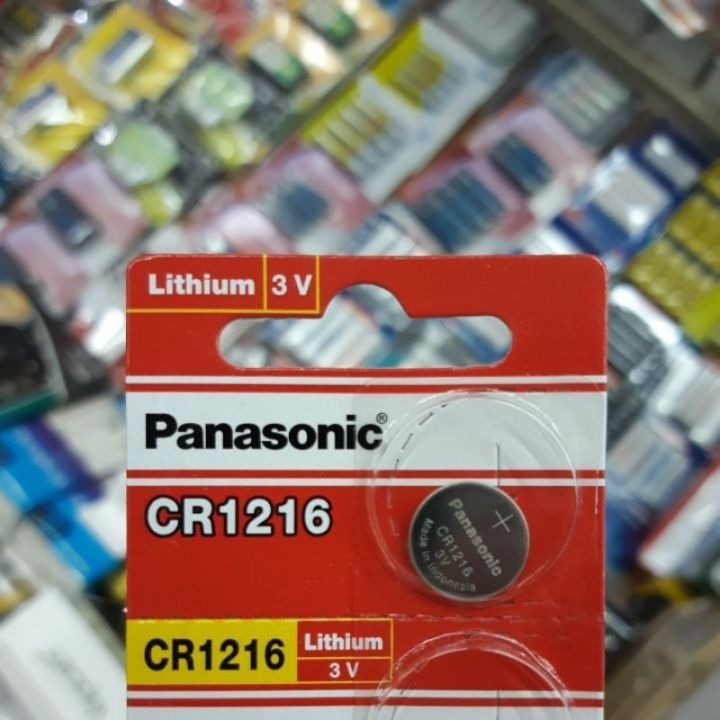 Lithium 3 V
Panasonic®
CR1216
Panasonic
CR1216
3V
Made in Indonesia
+
CR1216
Lithium
3 V